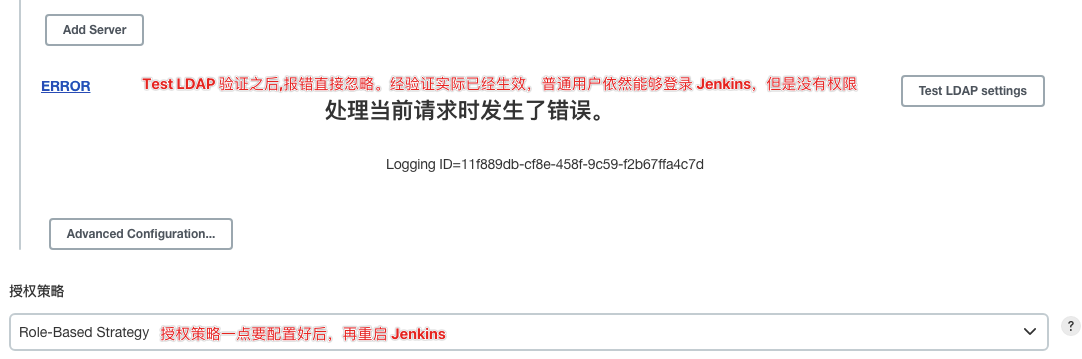 Add Server
ERROR
Test LDAP 验证之后,报错直接忽略。经验证实际已经生效，普通用户依然能够登录 Jenkins，但是没有权限
Test LDAP settings
处理当前请求时发生了错误。
Logging ID=11f889db-cf8e-458f-9c59-f2b67ffa4c7d
Advanced Configuration...
授权策略
Role-Based Strategy 授权策略一点要配置好后，再重启 Jenkins
?